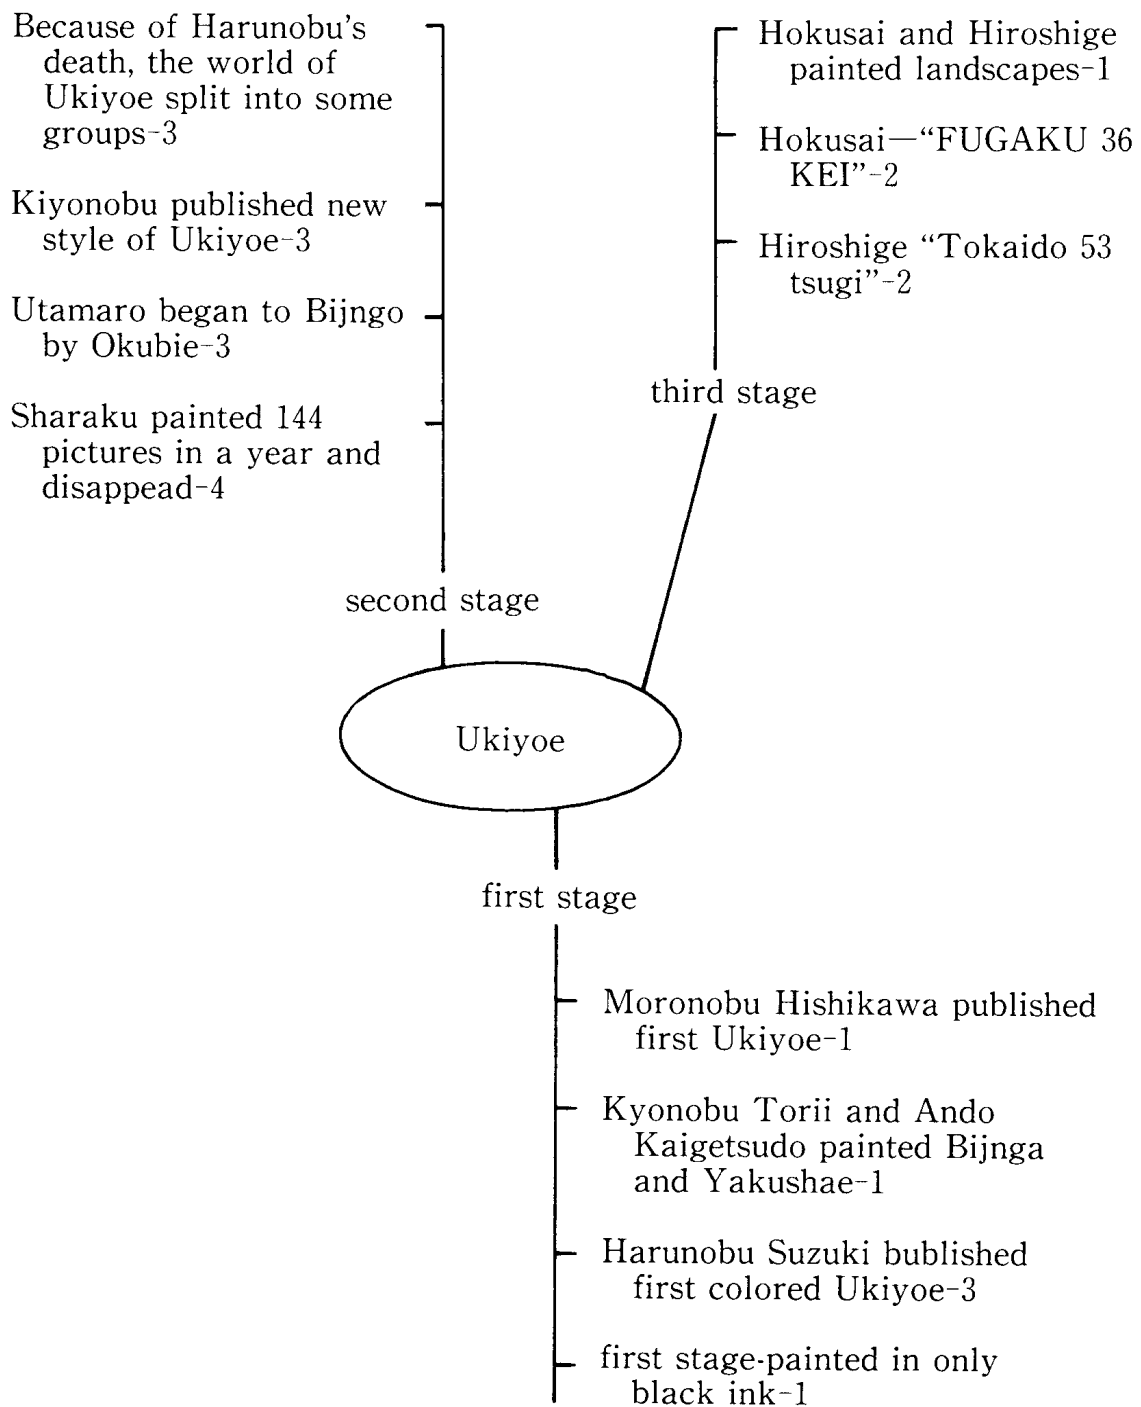 Because of Harunobu's
death, the world of
Ukiyoe split into some
groups-3
Kiyonobu published new
style of Ukiyoe-3
Utamaro began to Bijngo
by Okubie-3
Sharaku painted 144
pictures in a year and
disappead-4
second stage
Hokusai and Hiroshige
painted landscapes-1
Hokusai—“FUGAKU 36
KEI”-2
Hiroshige “Tokaido 53
tsugi”-2
third stage
Ukiyoe
first stage
Moronobu Hishikawa published
first Ukiyoe-1
Kyonobu Torii and Ando
Kaigetsudo painted Bijnga
and Yakushae-1
Harunobu Suzuki bublished
first colored Ukiyoe-3
first stage-painted in only
black ink-1